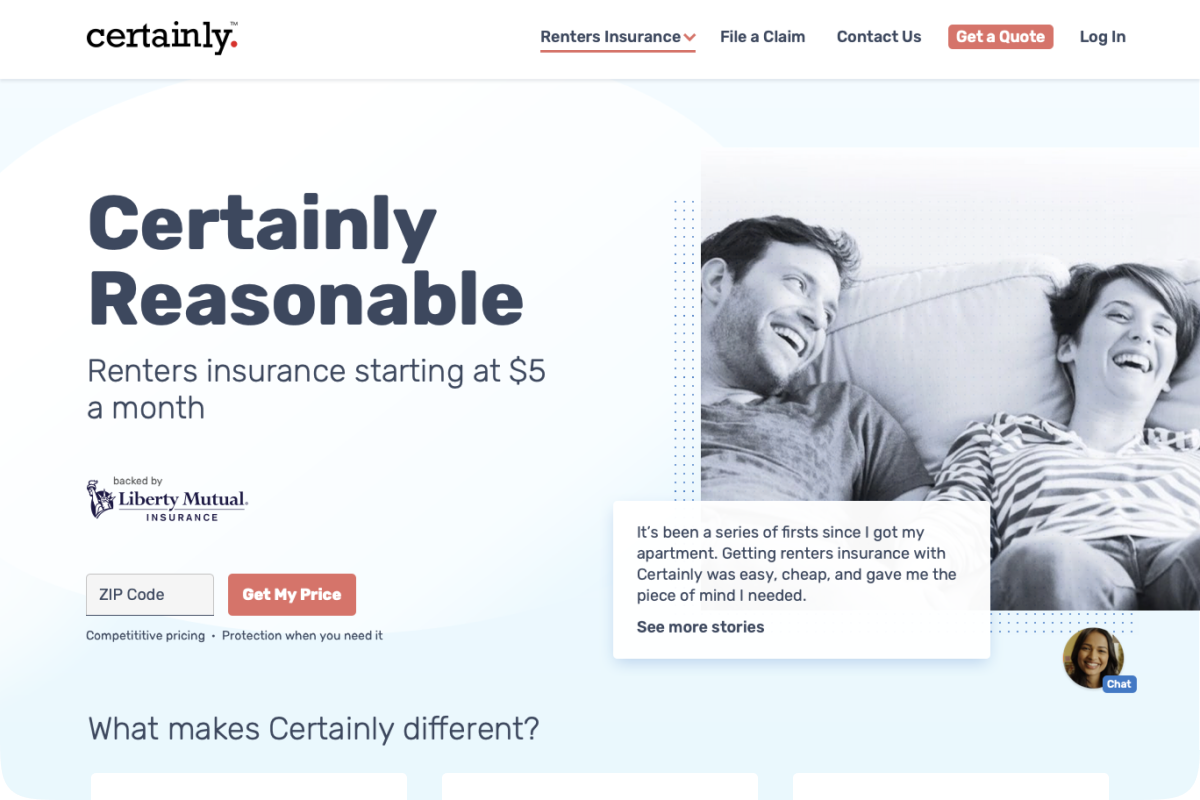 certainly.™
Renters Insurance
File a Claim
Contact Us
Get a Quote
Log In
Certainly
Reasonable
Renters insurance starting at $5
a month
backed by
Liberty Mutual®
INSURANCE
ZIP Code
Get My Price
Competititive pricing • Protection when you need it
It’s been a series of firsts since I got my
apartment. Getting renters insurance with
Certainly was easy, cheap, and gave me the
piece of mind I needed.
See more stories
Chat
What makes Certainly different?